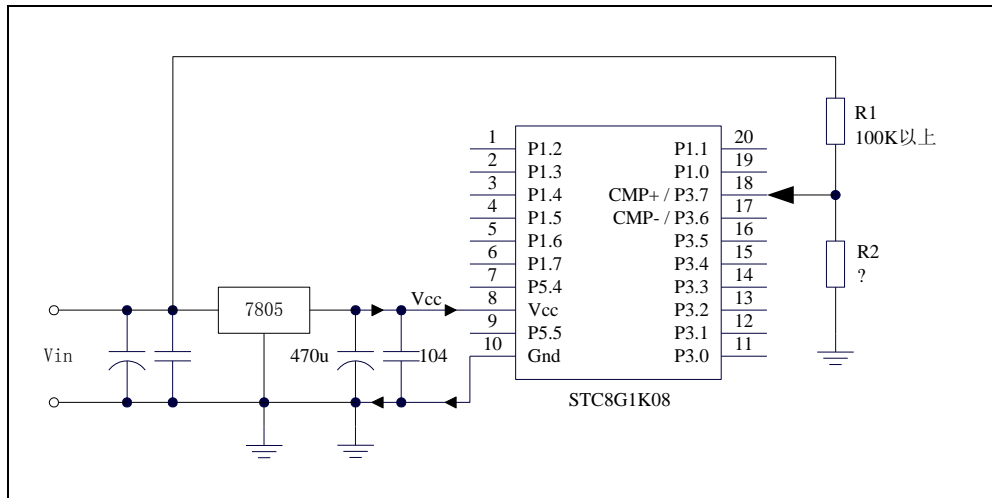 R1
100K以上
1
P1.2
P1.1
20
2
P1.3
P1.0
19
3
P1.4
CMP+ / P3.7
18
4
P1.5
CMP- / P3.6
17
5
P1.6
P3.5
16
6
P1.7
P3.4
15
7
P5.4
P3.3
14
8
Vcc
P3.2
13
9
P5.5
P3.1
12
10
Gnd
P3.0
11
R2
?
Vcc
7805
Vin
470u
104
STC8G1K08